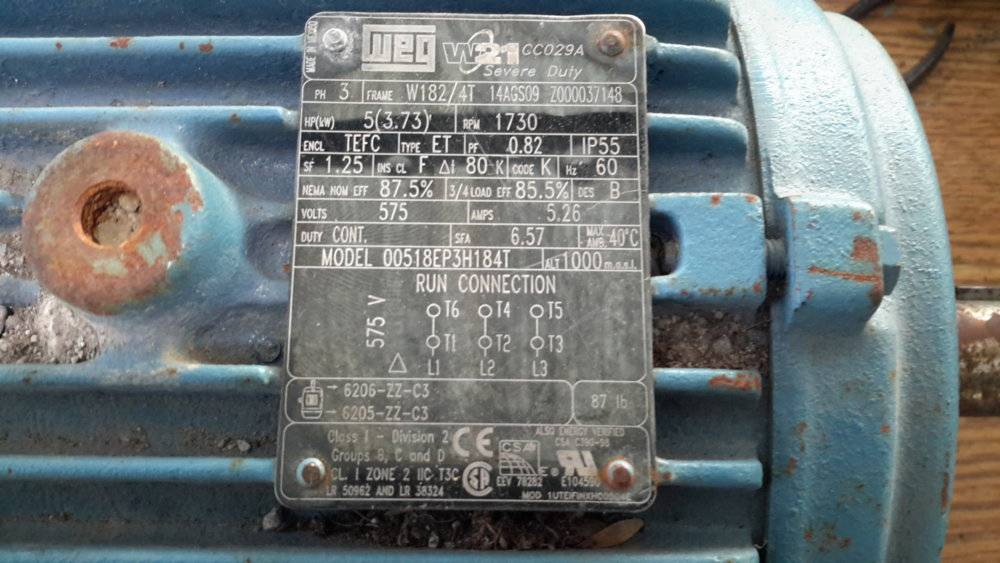 MADE IN
WEG W21 CC029A
Severe Duty
PH 3 FRAME W182/4T 14AGS09 Z000037148
HP(kW) 5(3.73) RPM 1730
ENCL TEFC TYPE ET PF 0.82 IP55
SF 1.25 INS CL F Δt 80 K CODE K Hz 60
NEMA NOM EFF 87.5% 3/4 LOAD EFF 85.5% DES B
VOLTS 575 AMPS 5.26
DUTY CONT. SFA 6.57 MAX. AMB. 40°C
MODEL 00518EP3H184T ALT 1000 m.a.s.l.
RUN CONNECTION
575 V
T6 T4 T5
T1 T2 T3
△ L1 L2 L3
→ 6206-ZZ-C3
→ 6205-ZZ-C3
87 lb
Class I - Division 2
Groups B, C and D
CL. I ZONE 2 IIC T3C
LR 50962 AND LR 38324
CE
SA
ALSO ENERGY VERIFIED
CSA C390-98
CSA
EEV 78282
MOD